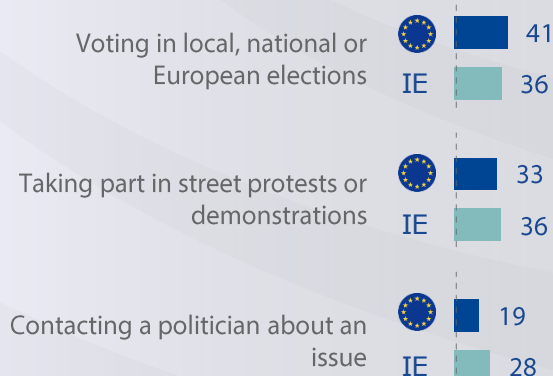 Voting in local, national or
European elections
41
IE 36
Taking part in street protests or
demonstrations
33
IE 36
Contacting a politician about an
issue
19
IE 28